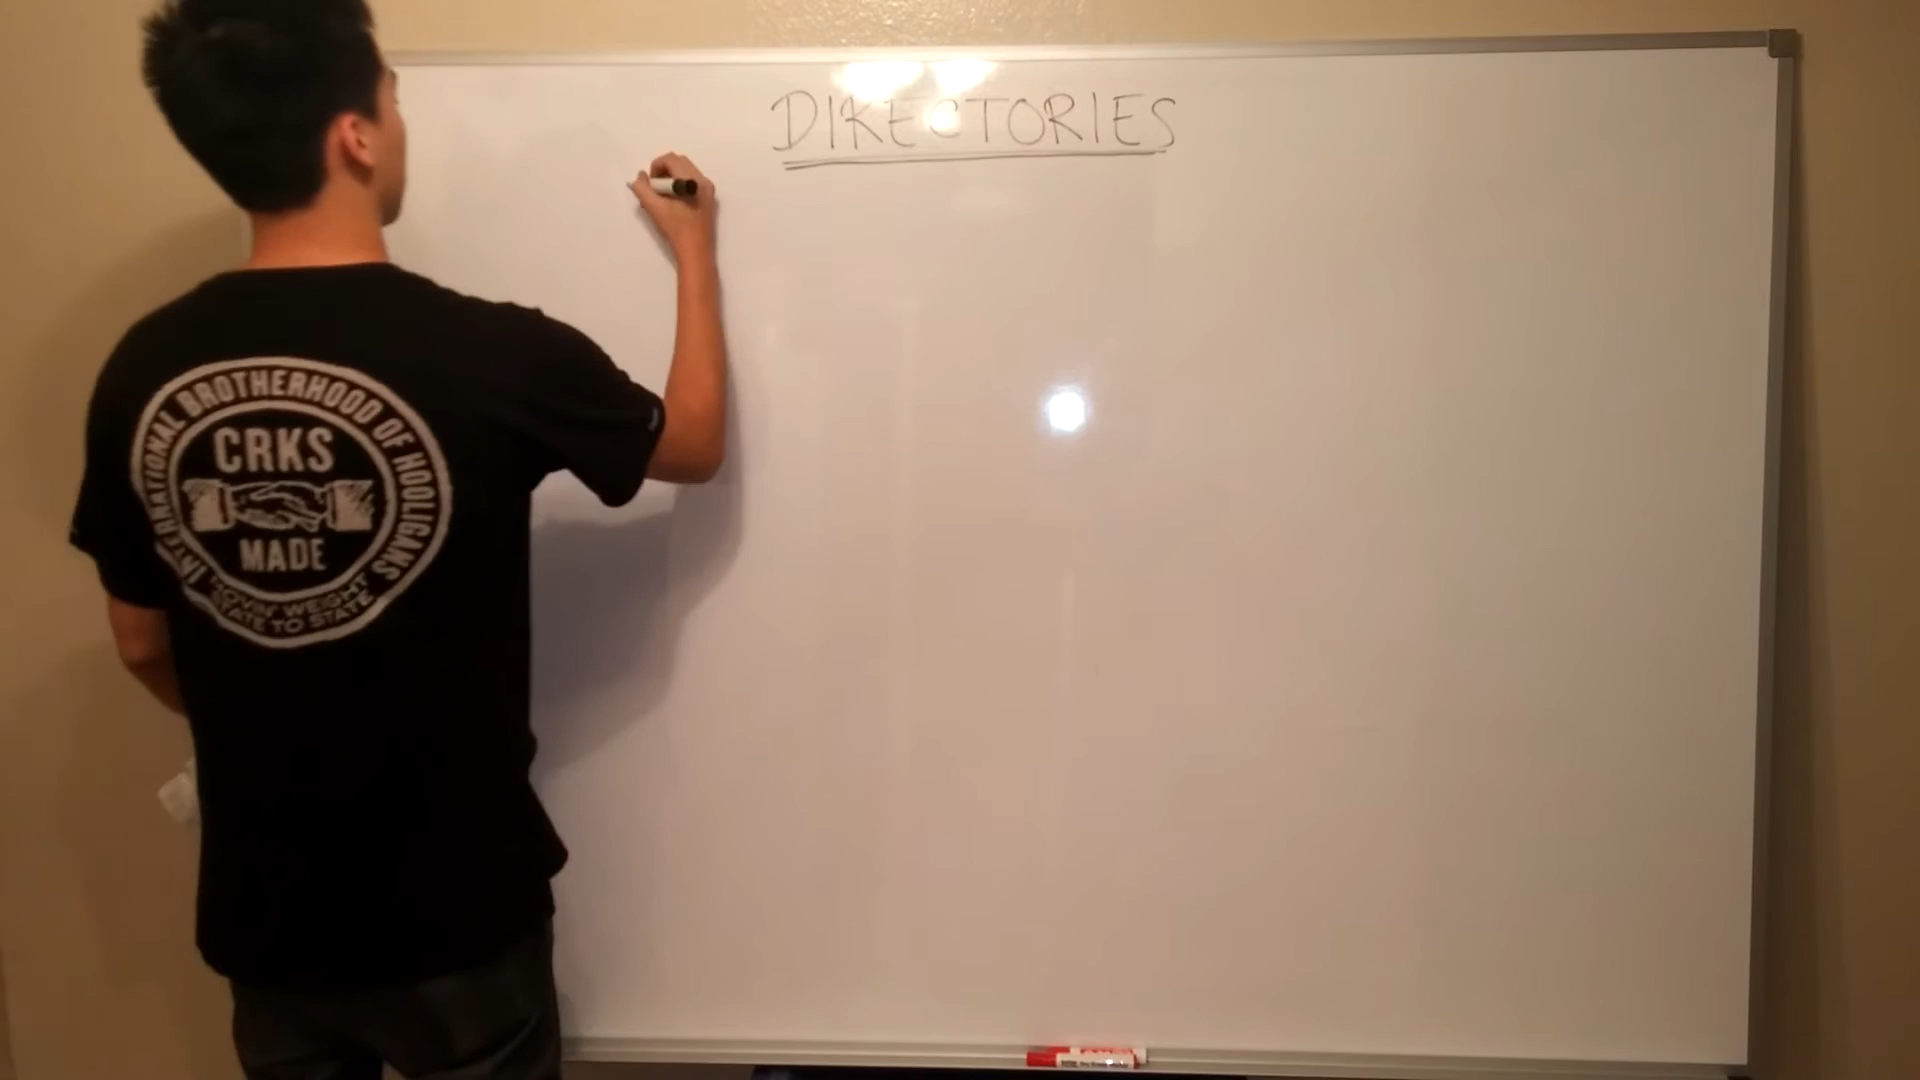 DIRECTORIES
INTERNATIONAL BROTHERHOOD OF HOOLIGANS
CRKS
MADE
MOVIN' WEIGHT
STATE TO STATE